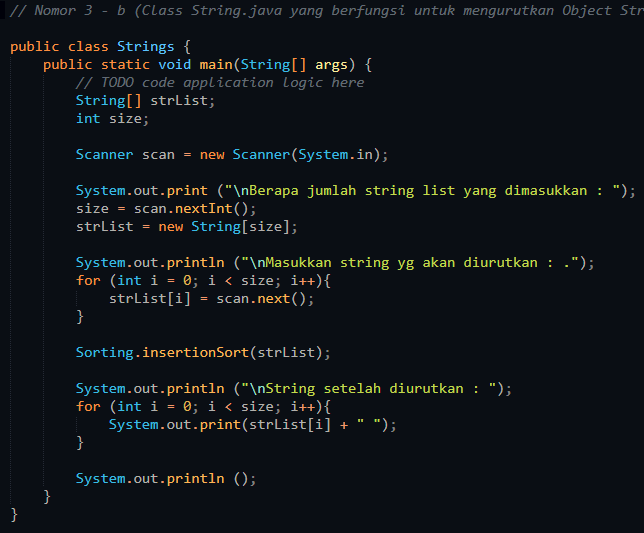 // Nomor 3 - b (Class String.java yang berfungsi untuk mengurutkan Object Str
public class Strings {
public static void main(String[] args) {
// TODO code application logic here
String[] strList;
int size;
Scanner scan = new Scanner(System.in);
System.out.print ("\nBerapa jumlah string list yang dimasukkan : ");
size = scan.nextInt();
strList = new String[size];
System.out.println ("\nMasukkan string yg akan diurutkan : .");
for (int i = 0; i < size; i++){
strList[i] = scan.next();
}
Sorting.insertionSort(strList);
System.out.println ("\nString setelah diurutkan : ");
for (int i = 0; i < size; i++){
System.out.print(strList[i] + " ");
}
System.out.println ();
}
}